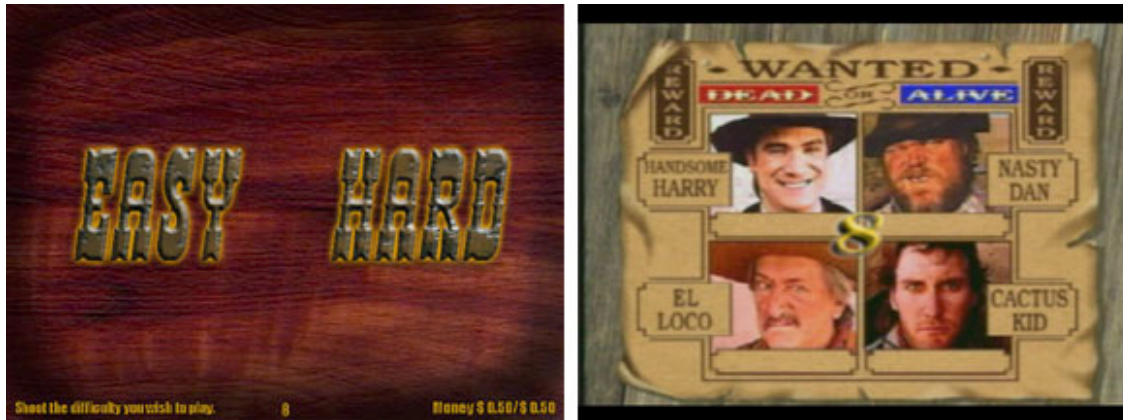 EASY HARD
Shoot the difficulty you wish to play. 8 Money $ 0.50/$ 0.50
WANTED
REWARD DEAD OR ALIVE REWARD
HANDSOME HARRY
NASTY DAN
8
EL LOCO
CACTUS KID